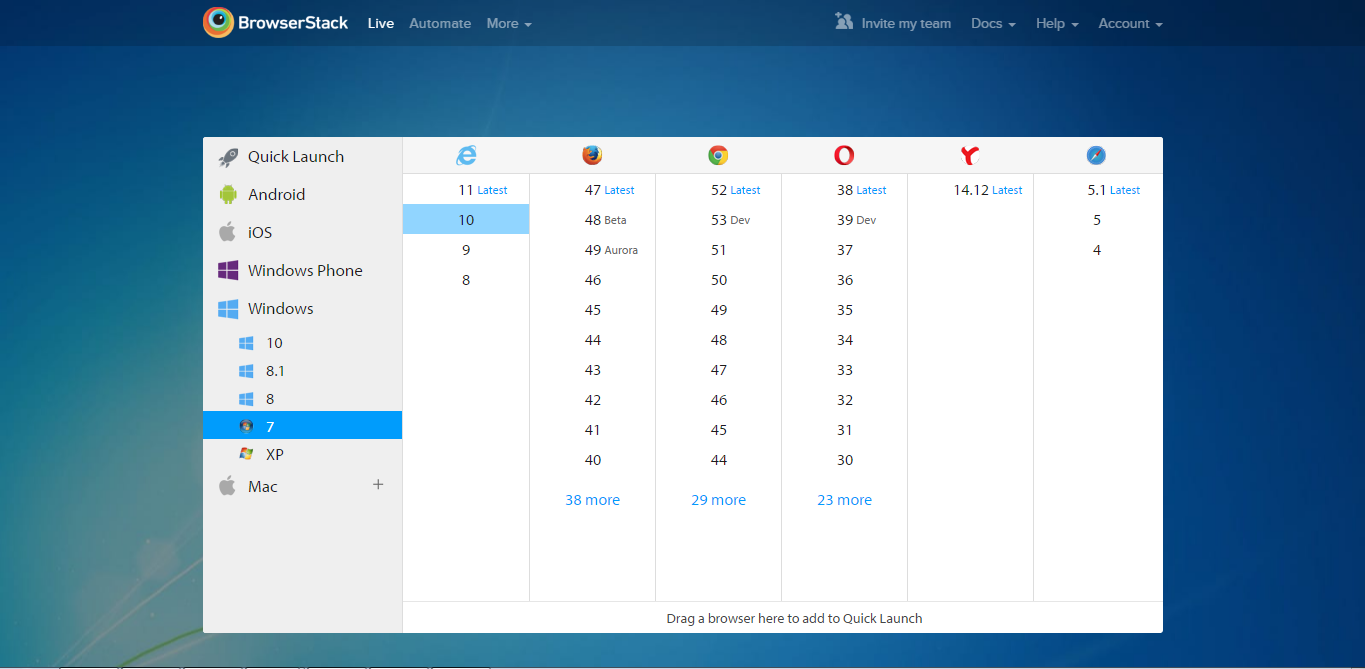 BrowserStack Live Automate More Invite my team Docs Help Account
Quick Launch
Android
iOS
Windows Phone
Windows
10
8.1
8
7
XP
Mac +
11 Latest
10
9
8
47 Latest
48 Beta
49 Aurora
46
45
44
43
42
41
40
38 more
52 Latest
53 Dev
51
50
49
48
47
46
45
44
29 more
38 Latest
39 Dev
37
36
35
34
33
32
31
30
23 more
14.12 Latest
5.1 Latest
5
4
Drag a browser here to add to Quick Launch